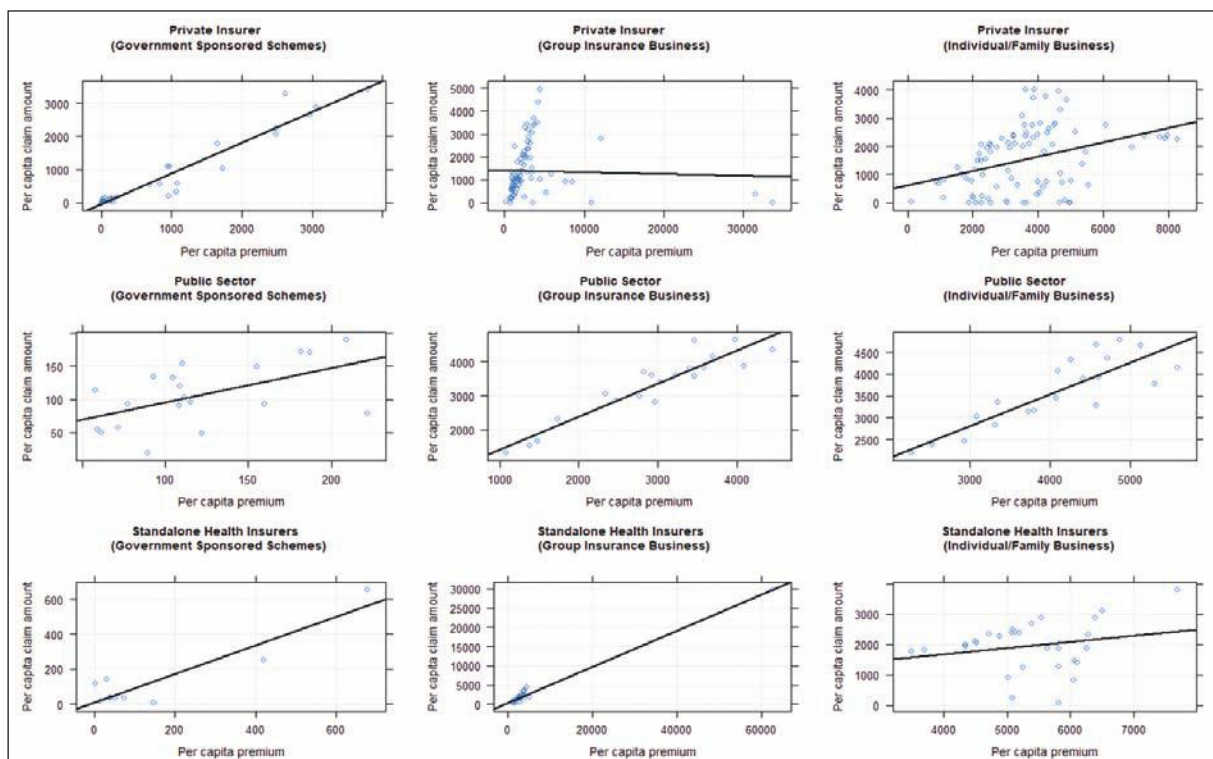 Private Insurer
(Government Sponsored Schemes)
Per capita claim amount
3000
2000
1000
0
0
1000
2000
3000
Per capita premium
Private Insurer
(Group Insurance Business)
Per capita claim amount
5000
4000
3000
2000
1000
0
0
10000
20000
30000
Per capita premium
Private Insurer
(Individual/Family Business)
Per capita claim amount
4000
3000
2000
1000
0
0
2000
4000
6000
8000
Per capita premium
Public Sector
(Government Sponsored Schemes)
Per capita claim amount
150
100
50
100
150
200
Per capita premium
Public Sector
(Group Insurance Business)
Per capita claim amount
4000
3000
2000
1000
2000
3000
4000
Per capita premium
Public Sector
(Individual/Family Business)
Per capita claim amount
4500
4000
3500
3000
2500
3000
4000
5000
Per capita premium
Standalone Health Insurers
(Government Sponsored Schemes)
Per capita claim amount
600
400
200
0
0
200
400
600
Per capita premium
Standalone Health Insurers
(Group Insurance Business)
Per capita claim amount
30000
25000
20000
15000
10000
5000
0
0
20000
40000
60000
Per capita premium
Standalone Health Insurers
(Individual/Family Business)
Per capita claim amount
3000
2000
1000
0
4000
5000
6000
7000
Per capita premium